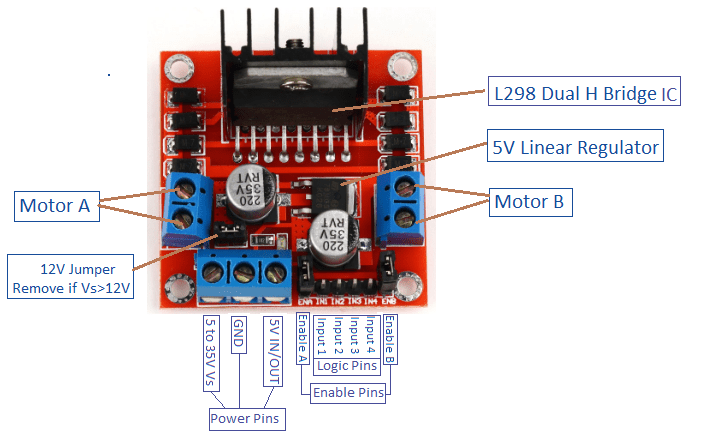 L298 Dual H Bridge IC
5V Linear Regulator
Motor A
Motor B
220
35V
RVT
220
35V
RVT
12V Jumper
Remove if Vs>12V
ENA IN1 IN2 IN3 IN4 ENB
5 to 35V Vs
GND
5V IN/OUT
Enable A
Input 1
Input 2
Input 3
Input 4
Enable B
Logic Pins
Enable Pins
Power Pins